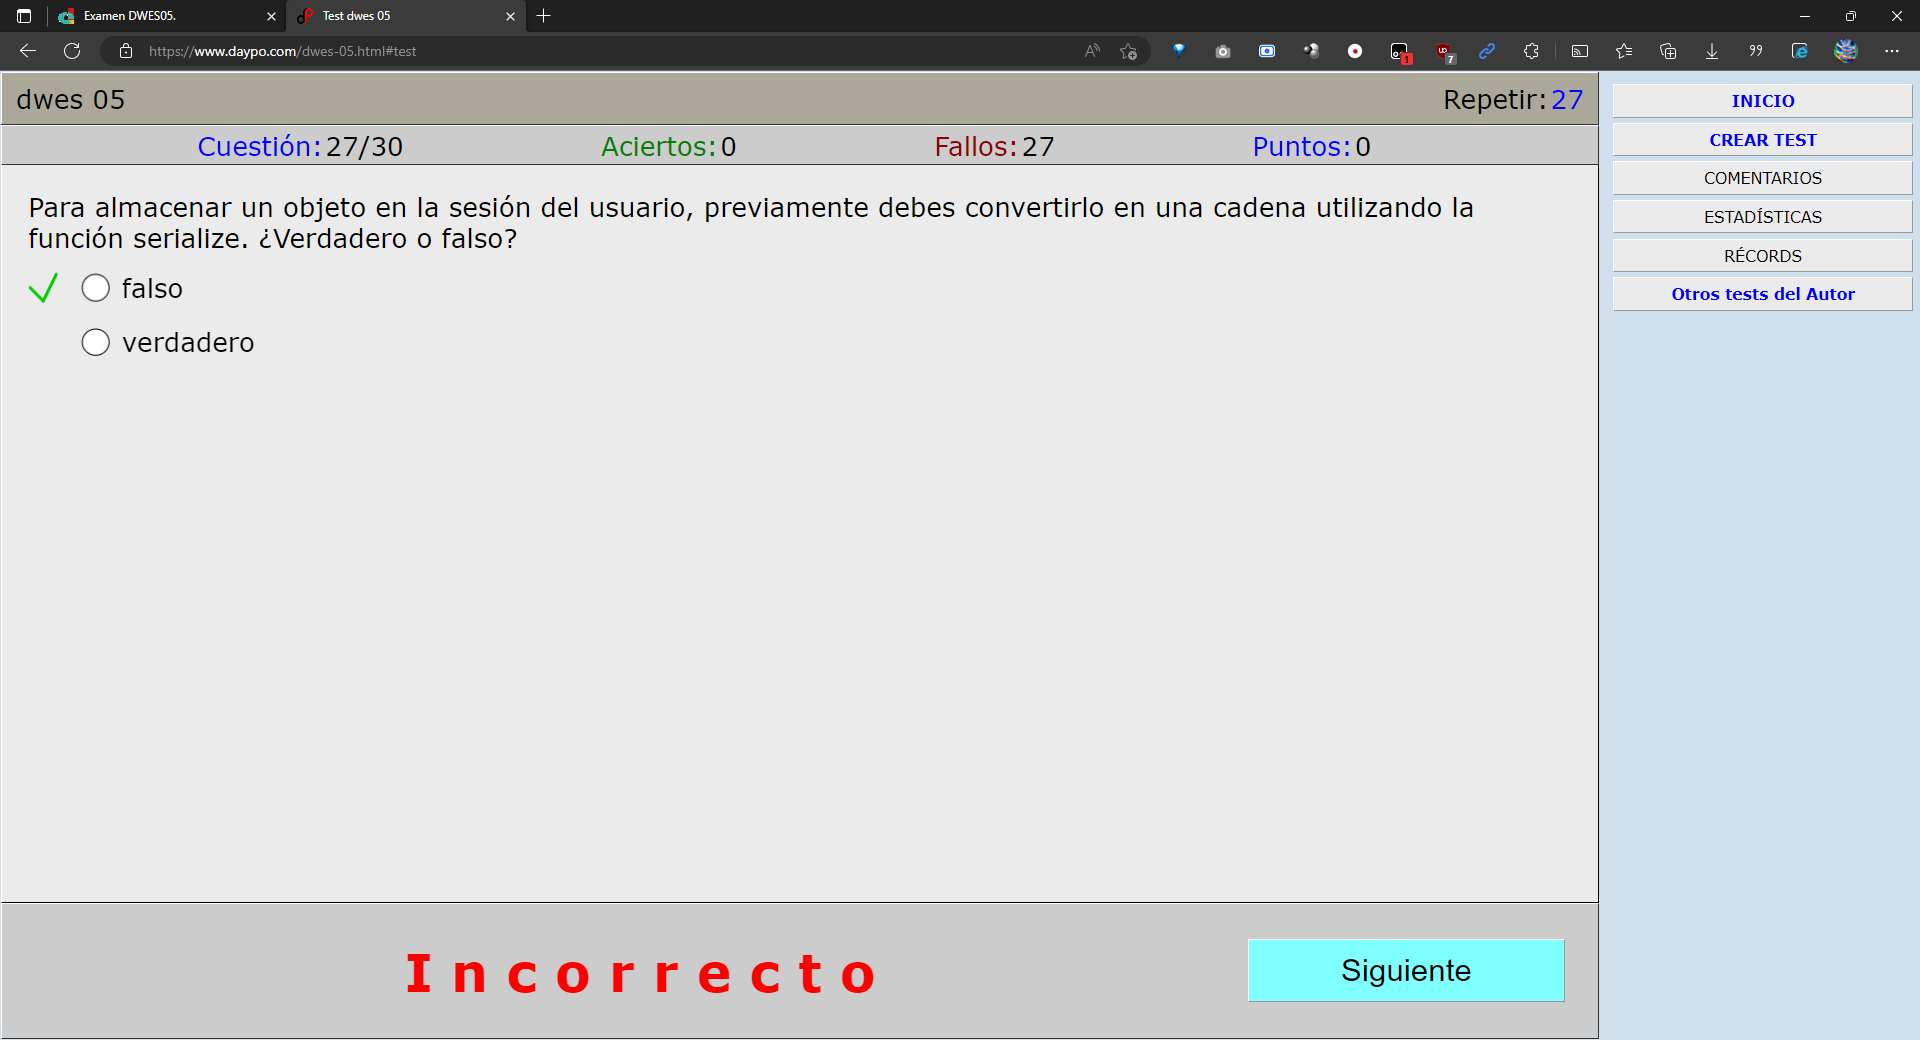 Examen DWES05.
Test dwes 05
https://www.daypo.com/dwes-05.html#test
1
7
dwes 05
Repetir: 27
Cuestión: 27/30
Aciertos: 0
Fallos: 27
Puntos: 0
Para almacenar un objeto en la sesión del usuario, previamente debes convertirlo en una cadena utilizando la
función serialize. ¿Verdadero o falso?
falso
verdadero
Incorrecto
Siguiente
INICIO
CREAR TEST
COMENTARIOS
ESTADÍSTICAS
RÉCORDS
Otros tests del Autor